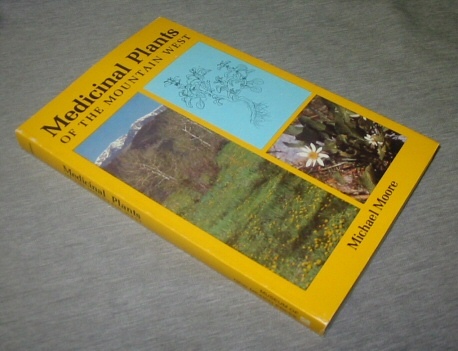 Medicinal Plants
OF THE MOUNTAIN WEST
Michael Moore
Medicinal Plants